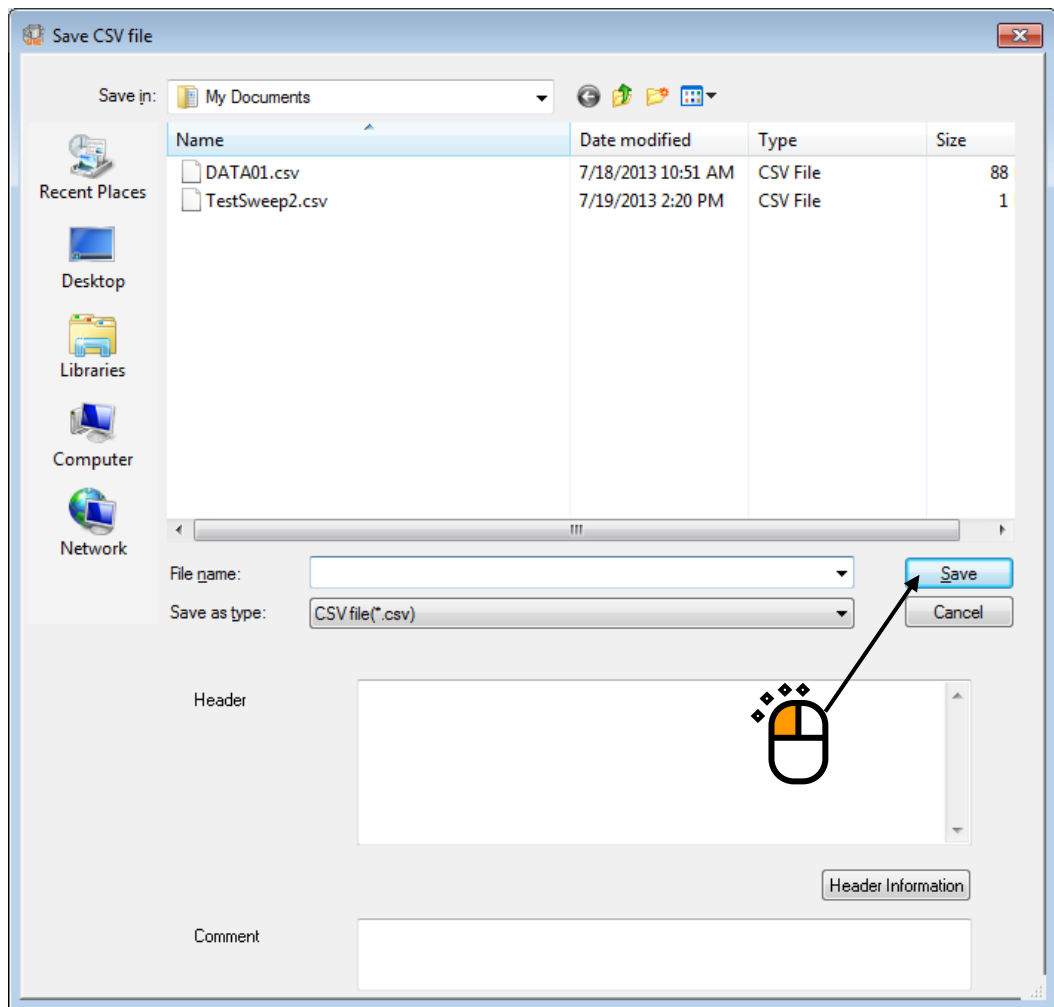 Save CSV file
Save in: My Documents
Name Date modified Type Size
DATA01.csv 7/18/2013 10:51 AM CSV File 88
TestSweep2.csv 7/19/2013 2:20 PM CSV File 1
Recent Places
Desktop
Libraries
Computer
Network
File name: Save
Save as type: CSV file(*.csv) Cancel
Header
Header Information
Comment